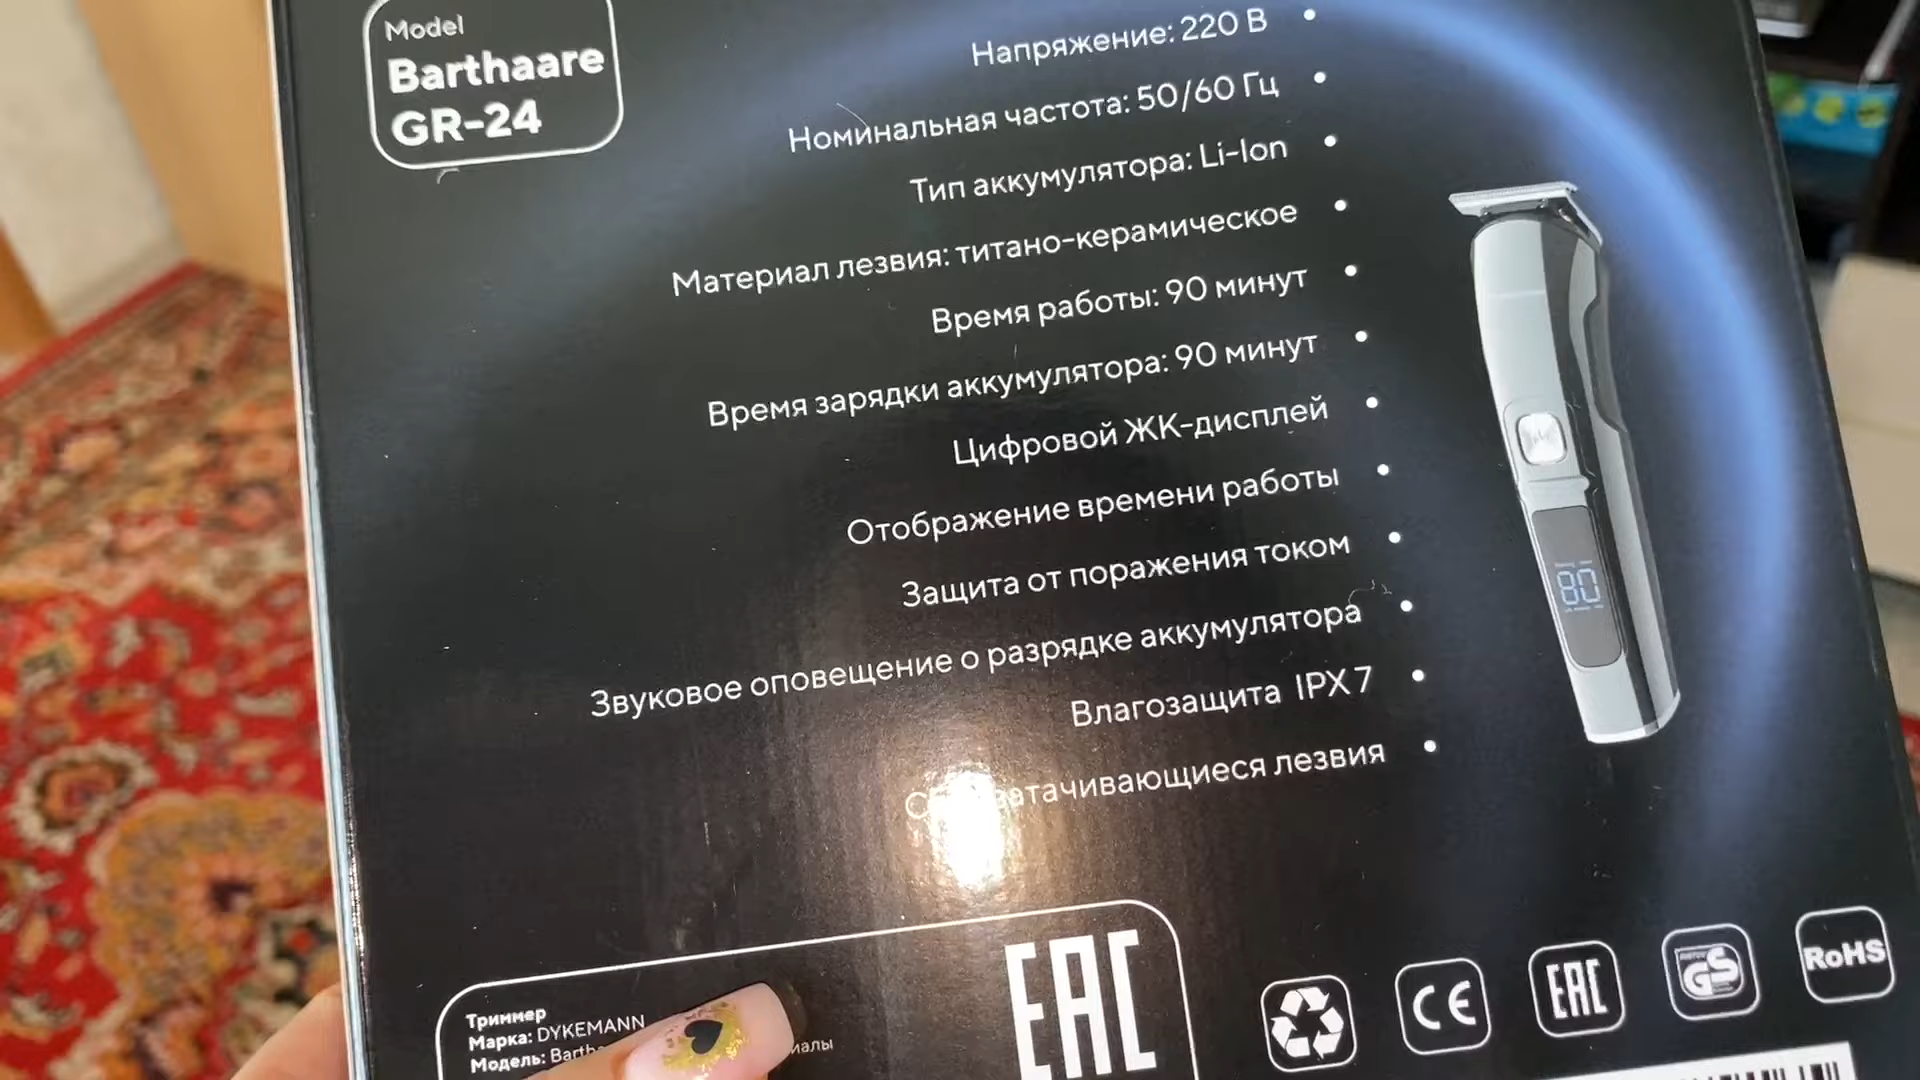 Model
Barthaare
GR-24
Напряжение: 220 В
Номинальная частота: 50/60 Гц
Тип аккумулятора: Li-Ion
Материал лезвия: титано-керамическое
Время работы: 90 минут
Время зарядки аккумулятора: 90 минут
Цифровой ЖК-дисплей
Отображение времени работы
Защита от поражения током
Звуковое оповещение о разрядке аккумулятора
Влагозащита IPX7
лезвия
80
Триммер
Марка: DYKEMANN
Модель:
EAC
CE
EAC
GS
RoHS